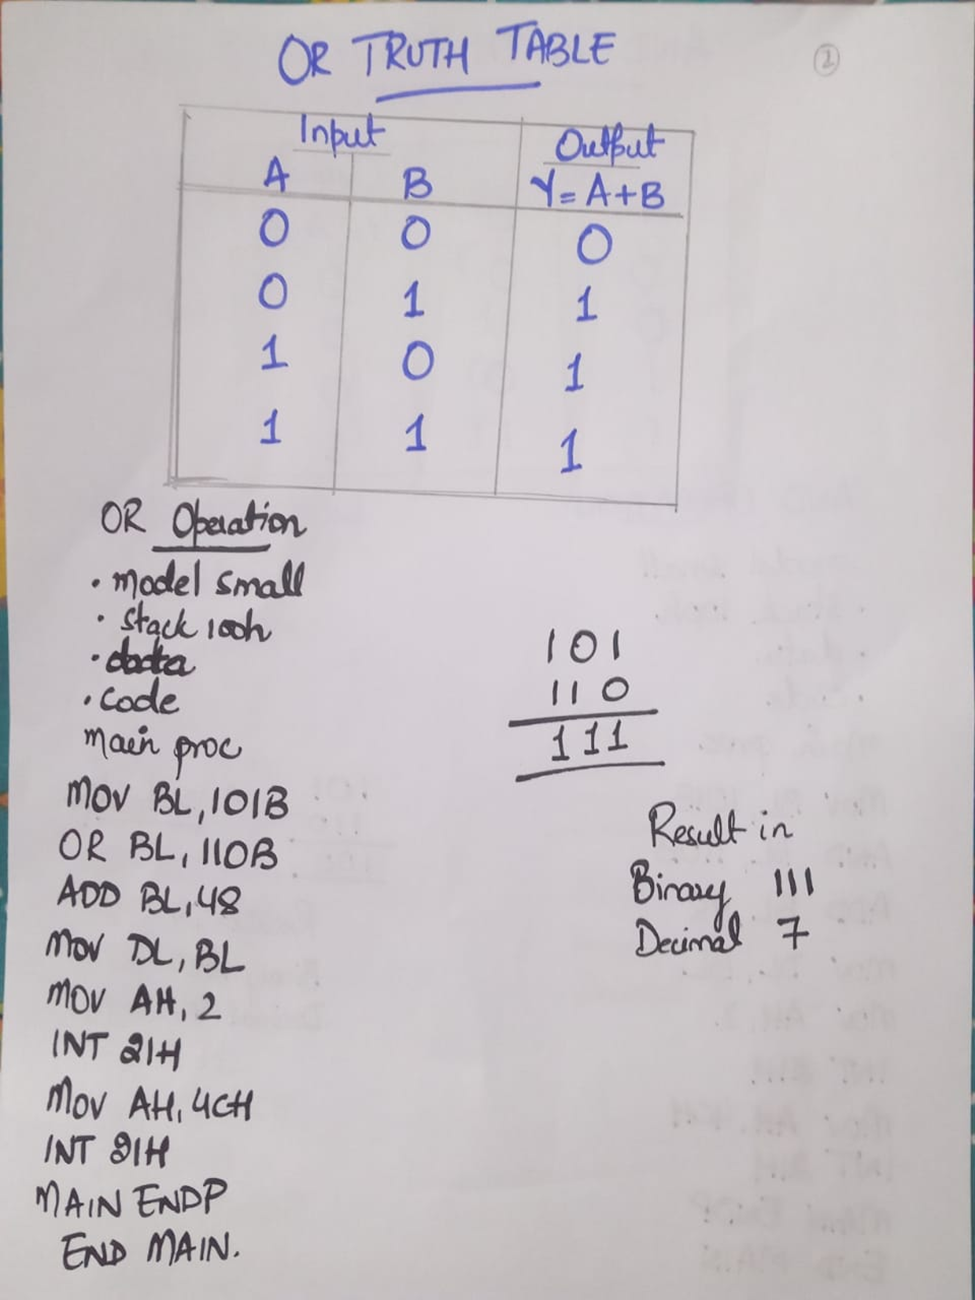 OR TRUTH TABLE
2
Input Output
A B Y=A+B
0 0 0
0 1 1
1 0 1
1 1 1
OR Operation
.model small
.stack 100h
.data
.code
main proc
MOV BL,101B
OR BL,110B
ADD BL,48
MOV DL,BL
MOV AH,2
INT 21H
MOV AH,4CH
INT 21H
MAIN ENDP
END MAIN.
101
110
111
Result in
Binary 111
Decimal 7